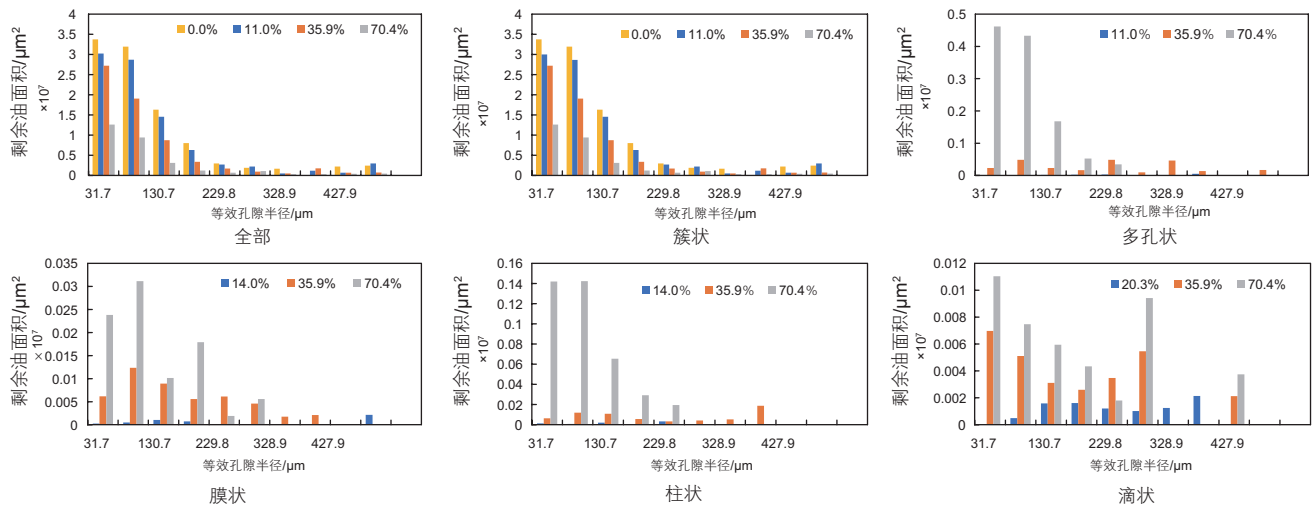 剩余油面积/μm²
×10⁷
4
3.5
3
2.5
2
1.5
1
0.5
0
0.0% 11.0% 35.9% 70.4%
31.7 130.7 229.8 328.9 427.9
等效孔隙半径/μm
全部
剩余油面积/μm²
×10⁷
4
3.5
3
2.5
2
1.5
1
0.5
0
0.0% 11.0% 35.9% 70.4%
31.7 130.7 229.8 328.9 427.9
等效孔隙半径/μm
簇状
剩余油面积/μm²
×10⁷
0.5
0.4
0.3
0.2
0.1
0
11.0% 35.9% 70.4%
31.7 130.7 229.8 328.9 427.9
等效孔隙半径/μm
多孔状
剩余油面积/μm²
×10⁷
0.035
0.03
0.025
0.02
0.015
0.01
0.005
0
14.0% 35.9% 70.4%
31.7 130.7 229.8 328.9 427.9
等效孔隙半径/μm
膜状
剩余油面积/μm²
×10⁷
0.16
0.14
0.12
0.1
0.08
0.06
0.04
0.02
0
14.0% 35.9% 70.4%
31.7 130.7 229.8 328.9 427.9
等效孔隙半径/μm
柱状
剩余油面积/μm²
×10⁷
0.012
0.01
0.008
0.006
0.004
0.002
0
20.3% 35.9% 70.4%
31.7 130.7 229.8 328.9 427.9
等效孔隙半径/μm
滴状